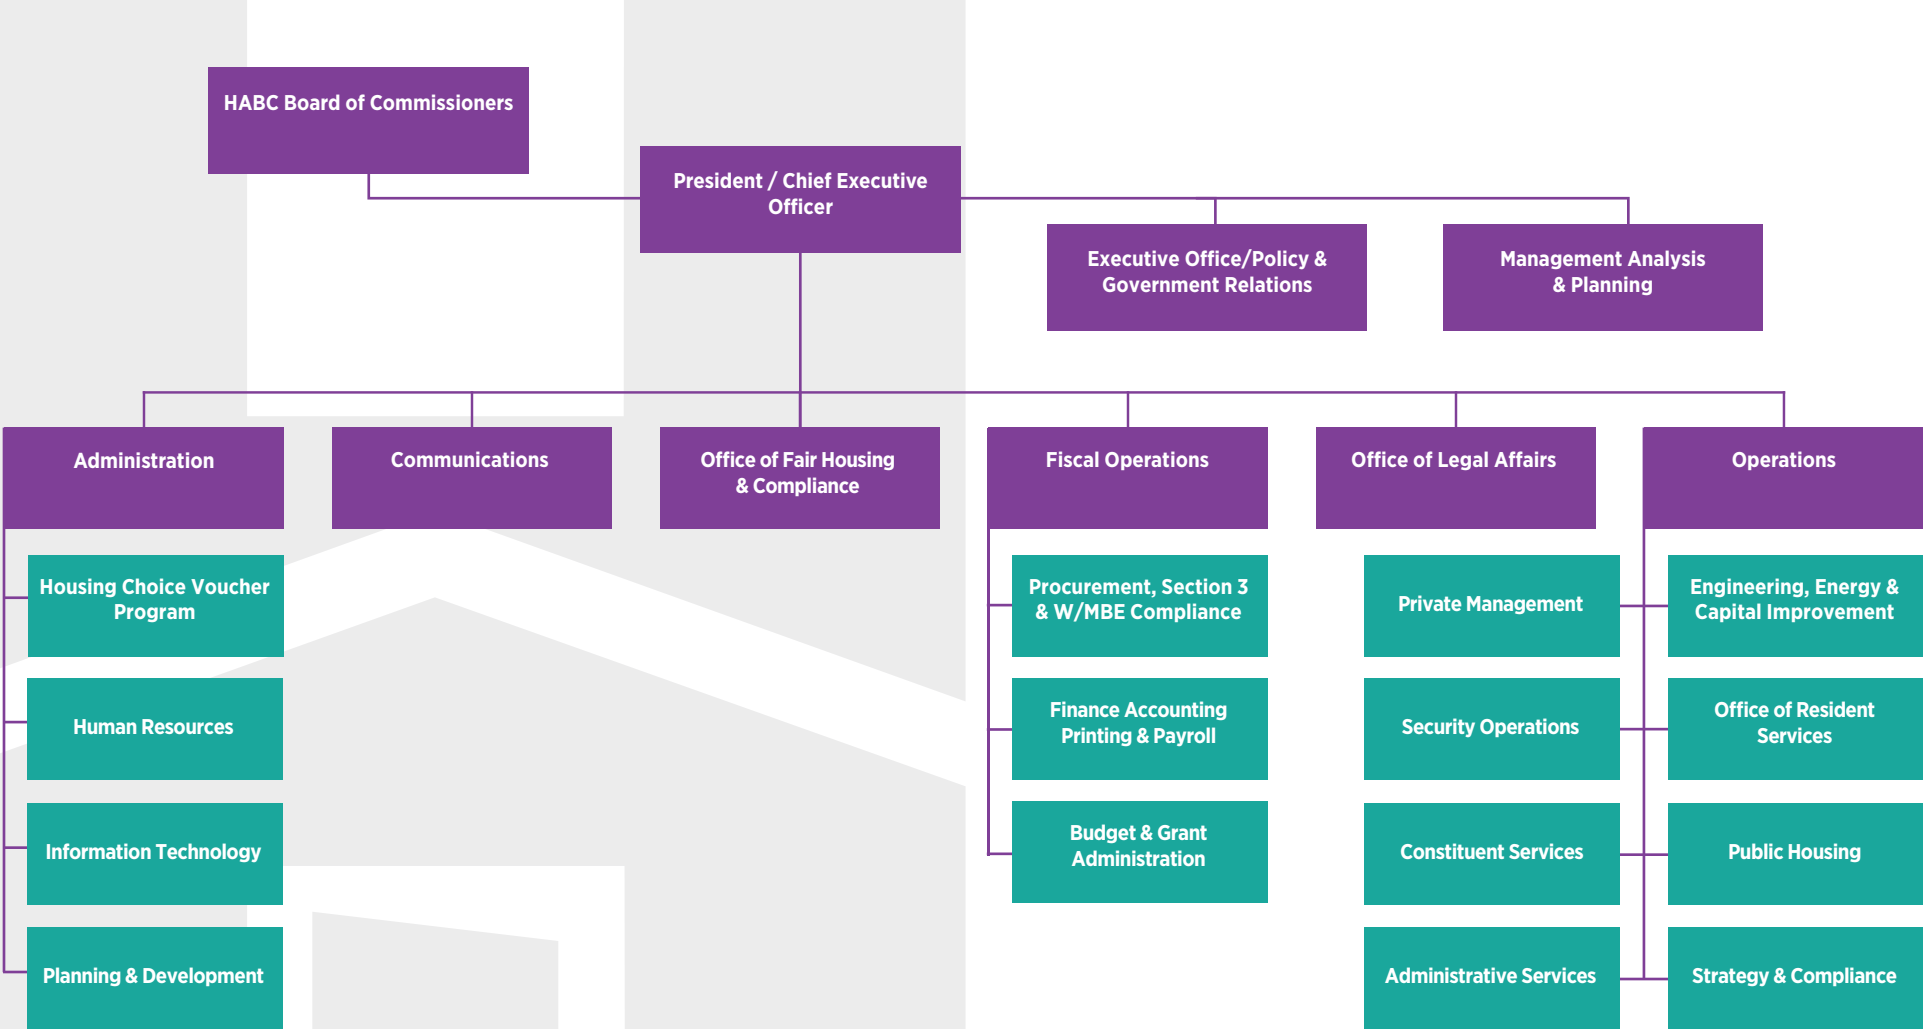 HABC Board of Commissioners
President / Chief Executive
Officer
Executive Office/Policy &
Government Relations
Management Analysis
& Planning
Administration
Communications
Office of Fair Housing
& Compliance
Fiscal Operations
Office of Legal Affairs
Operations
Housing Choice Voucher
Program
Human Resources
Information Technology
Planning & Development
Procurement, Section 3
& W/MBE Compliance
Finance Accounting
Printing & Payroll
Budget & Grant
Administration
Private Management
Security Operations
Constituent Services
Administrative Services
Engineering, Energy &
Capital Improvement
Office of Resident
Services
Public Housing
Strategy & Compliance